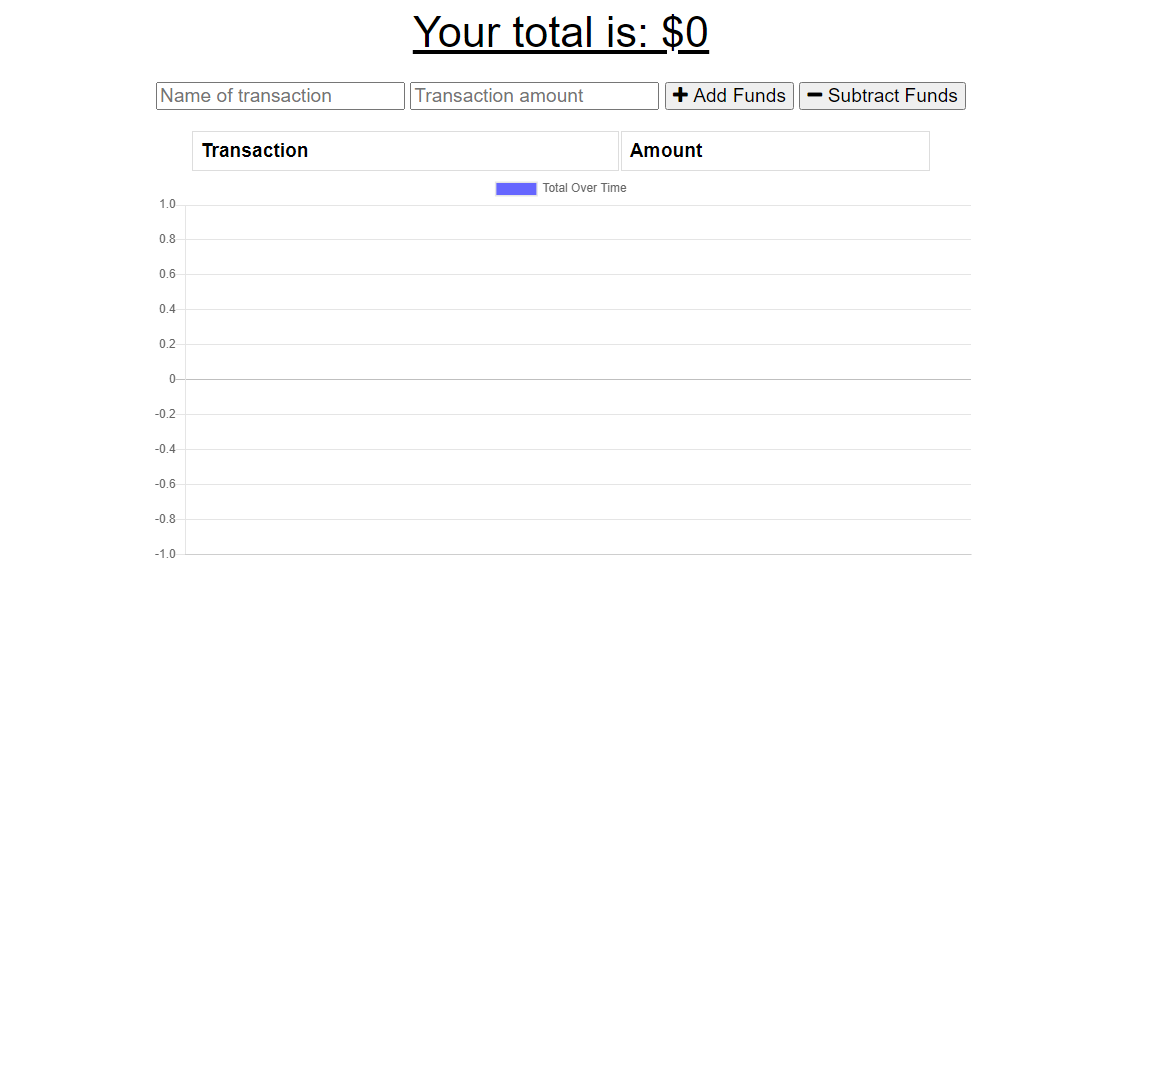 Your total is: $0
Name of transaction Transaction amount Add Funds Subtract Funds
Transaction Amount
Total Over Time
1.0
0.8
0.6
0.4
0.2
0
-0.2
-0.4
-0.6
-0.8
-1.0